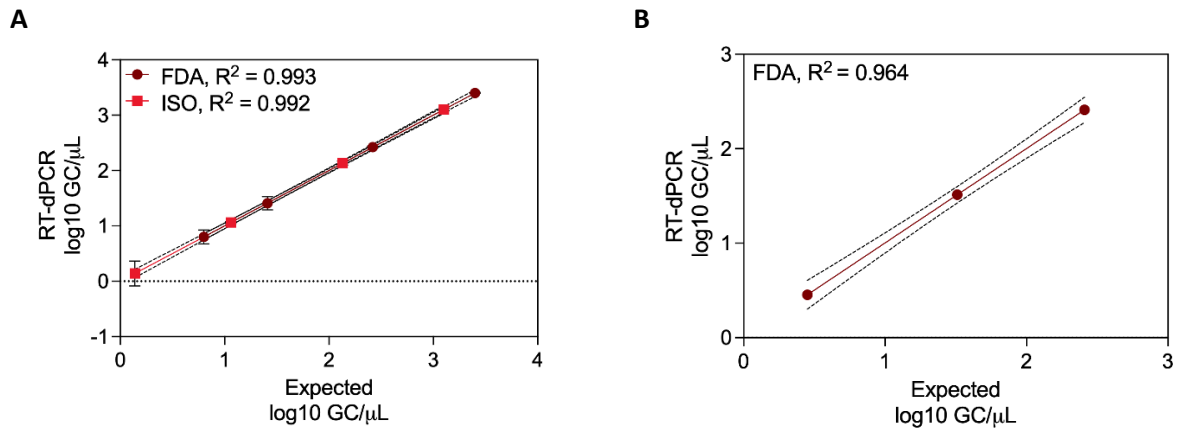 A
4
3
2
1
0
-1
RT-dPCR
log10 GC/μL
FDA, R² = 0.993
ISO, R² = 0.992
0
1
2
3
4
Expected
log10 GC/μL
B
3
2
1
0
RT-dPCR
log10 GC/μL
FDA, R² = 0.964
0
1
2
3
Expected
log10 GC/μL